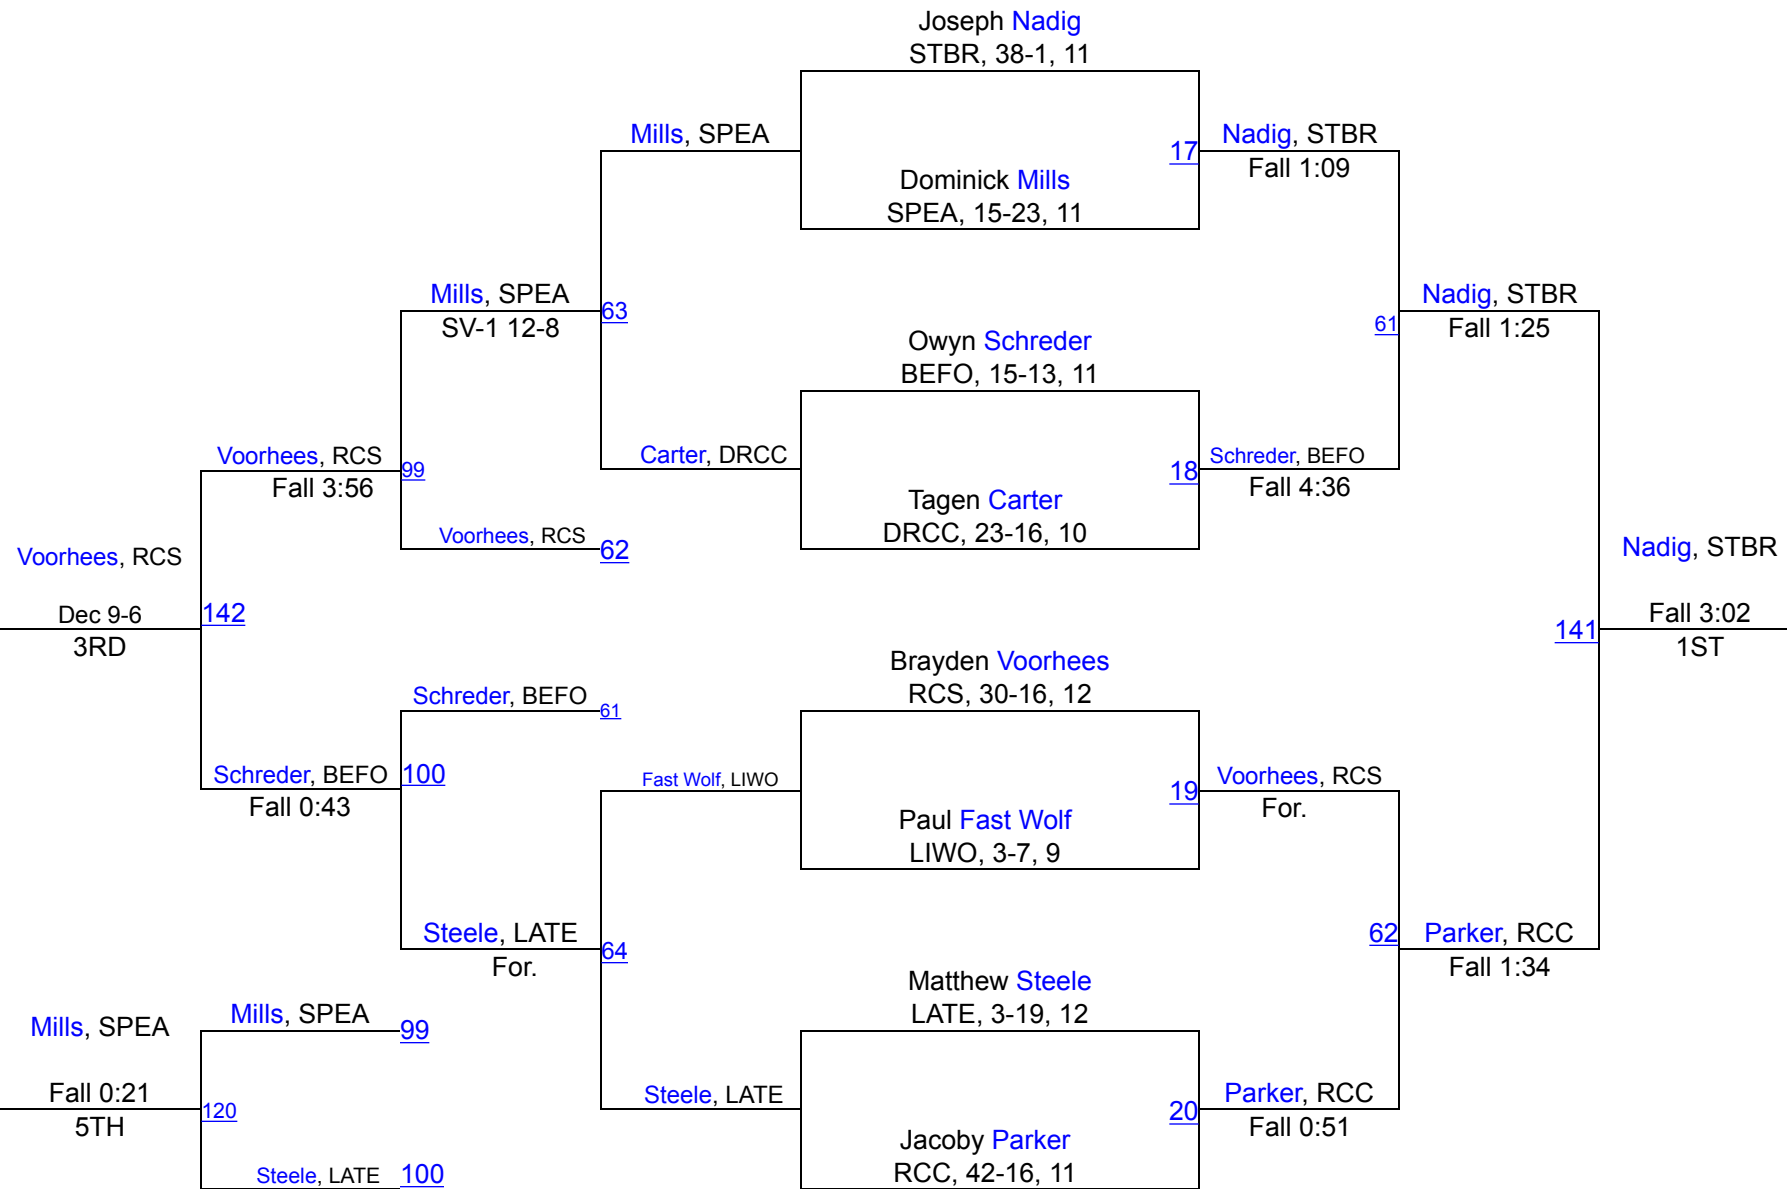 Joseph Nadig
STBR, 38-1, 11
Mills, SPEA
17
Nadig, STBR
Fall 1:09
Dominick Mills
SPEA, 15-23, 11
Mills, SPEA
SV-1 12-8
63
Nadig, STBR
Fall 1:25
61
Owyn Schreder
BEFO, 15-13, 11
Voorhees, RCS
Fall 3:56
99
Carter, DRCC
18
Schreder, BEFO
Fall 4:36
Tagen Carter
DRCC, 23-16, 10
Voorhees, RCS
62
Voorhees, RCS
Dec 9-6
3RD
142
Nadig, STBR
Fall 3:02
1ST
141
Brayden Voorhees
RCS, 30-16, 12
Schreder, BEFO
61
Schreder, BEFO
Fall 0:43
100
Fast Wolf, LIWO
19
Voorhees, RCS
For.
Paul Fast Wolf
LIWO, 3-7, 9
Steele, LATE
For.
64
62
Parker, RCC
Fall 1:34
Matthew Steele
LATE, 3-19, 12
Mills, SPEA
Mills, SPEA
99
Fall 0:21
5TH
120
Steele, LATE
20
Parker, RCC
Fall 0:51
Jacoby Parker
RCC, 42-16, 11
Steele, LATE
100